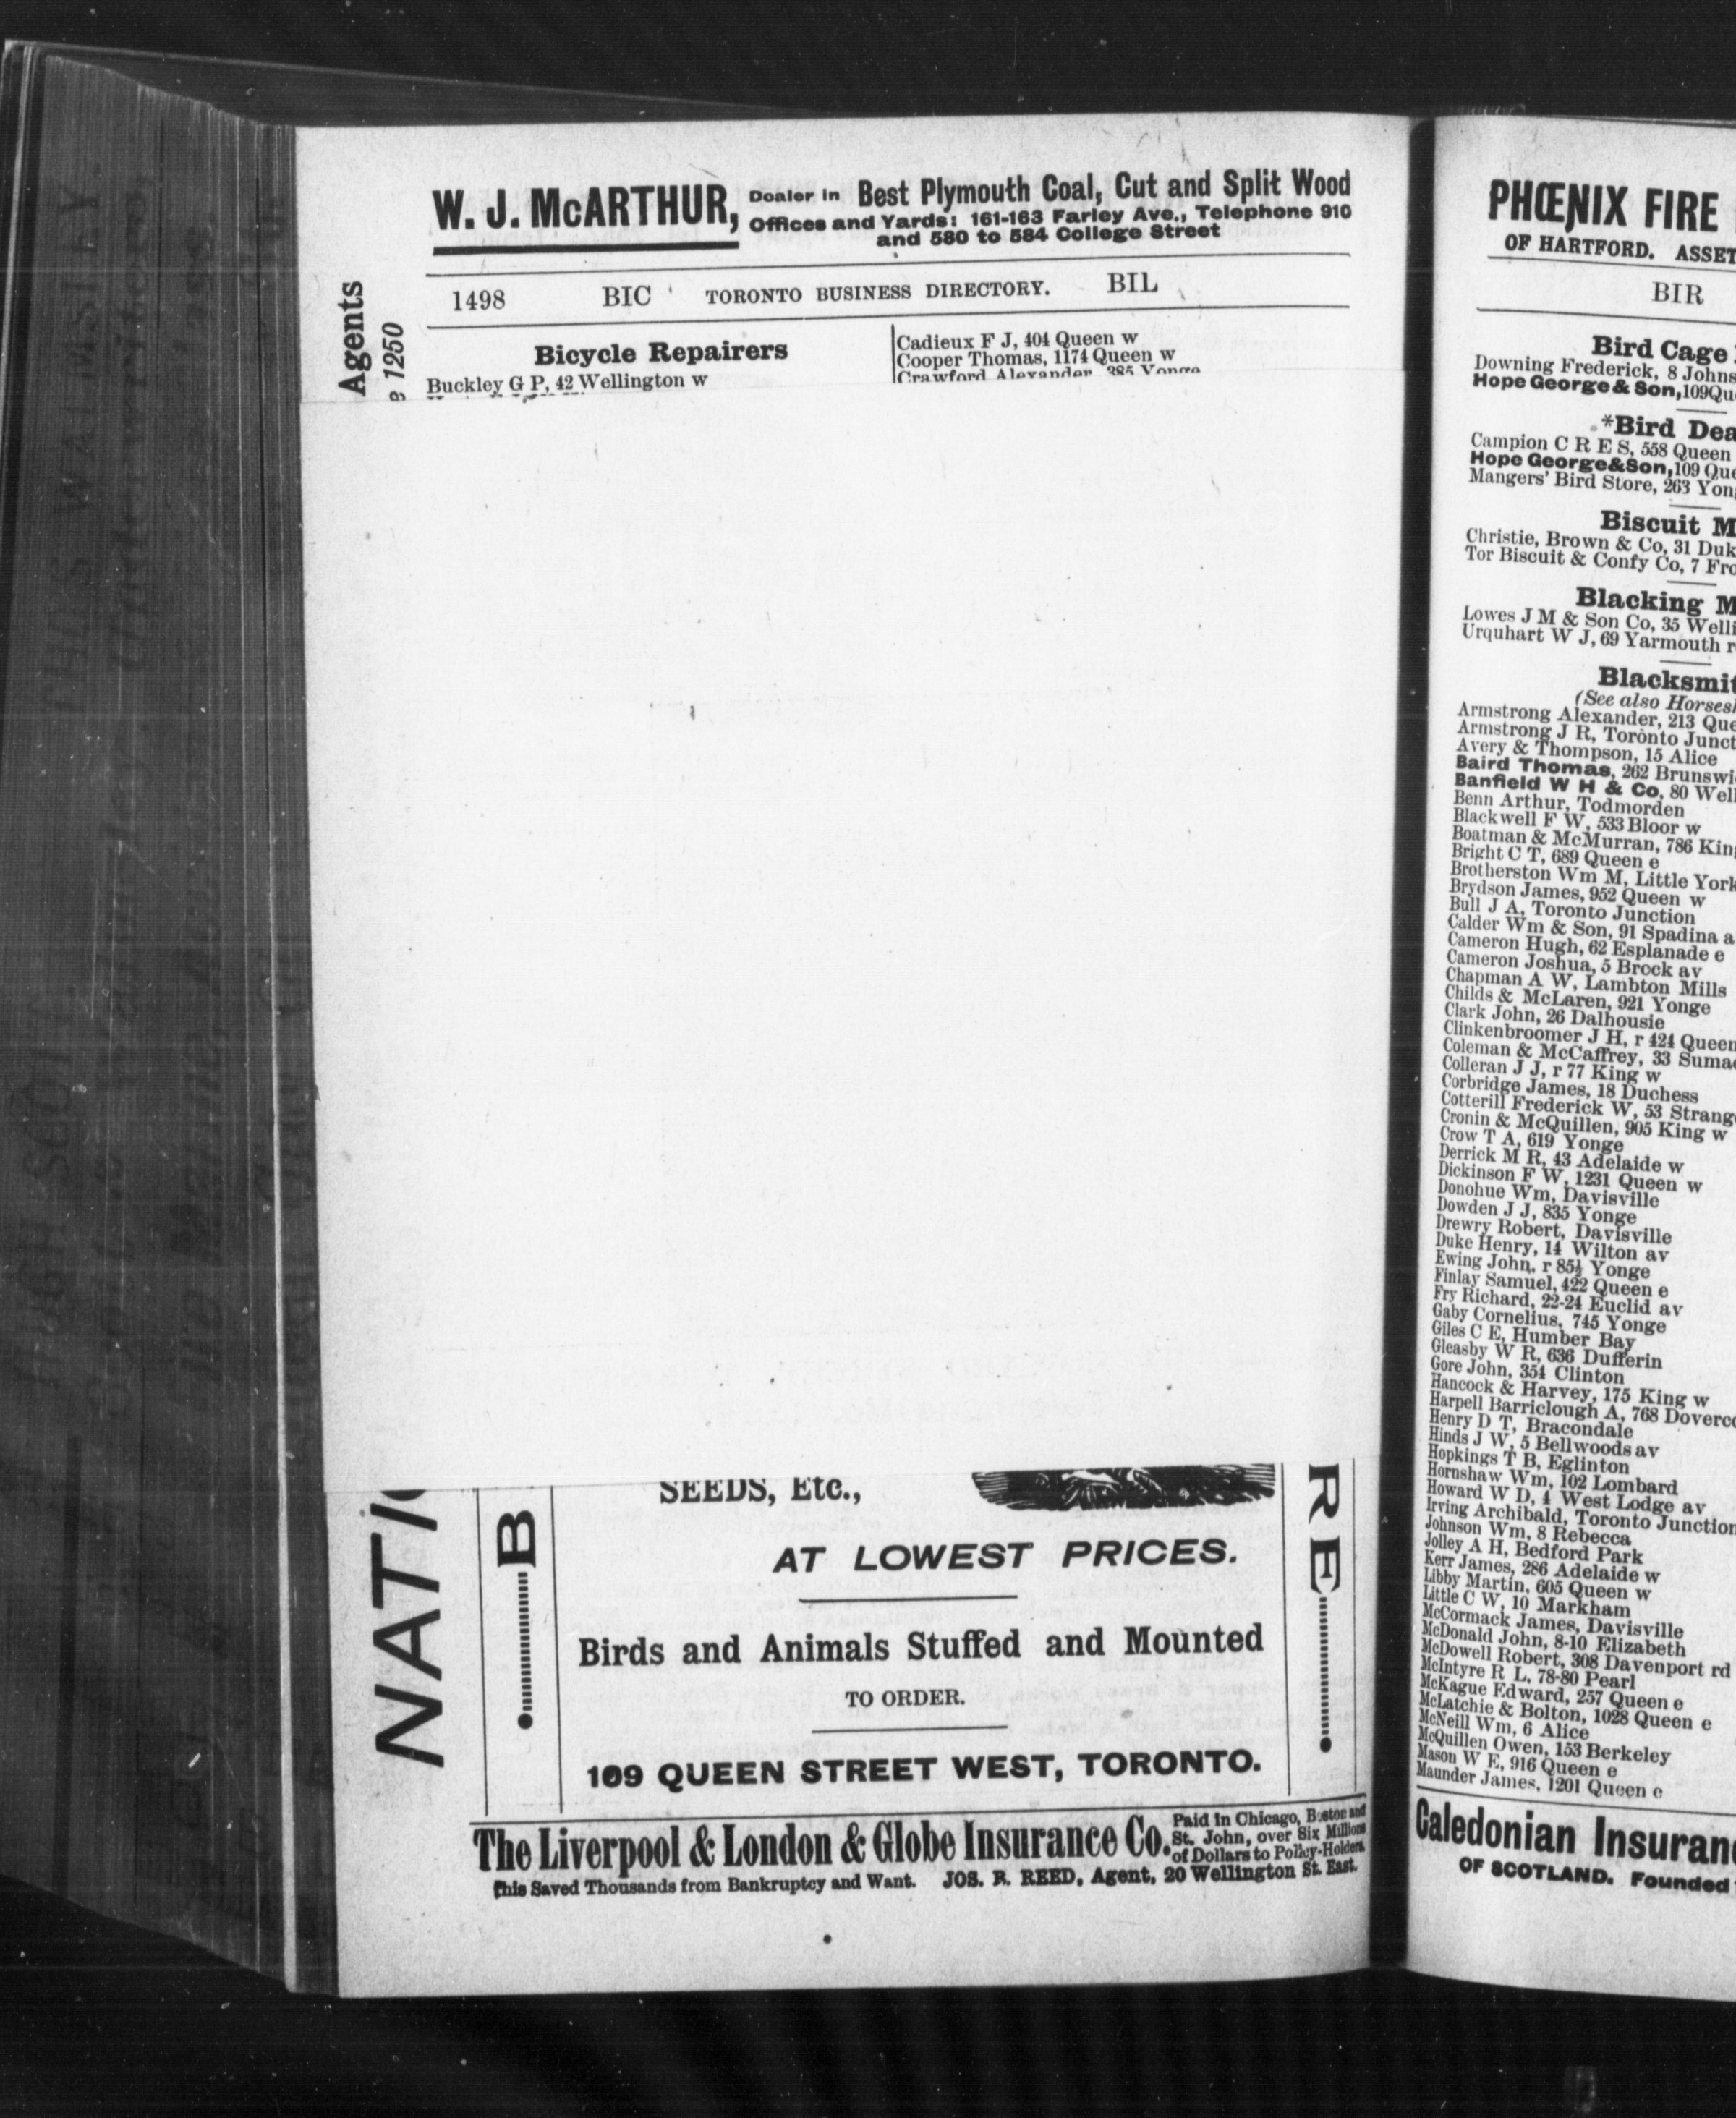 W. J. McARTHUR, Dealer in Best Plymouth Coal, Cut and Split Wood
Offices and Yards: 161-163 Farley Ave., Telephone 910
and 580 to 584 College Street
1498 BIC TORONTO BUSINESS DIRECTORY. BIL
Agents
1250
Bicycle Repairers
Buckley G P, 42 Wellington w
Cadieux F J, 404 Queen w
Cooper Thomas, 1174 Queen w
Crawford Alexander, 385 Yonge
SEEDS, Etc.,
AT LOWEST PRICES.
Birds and Animals Stuffed and Mounted
TO ORDER.
109 QUEEN STREET WEST, TORONTO.
B
RE
The Liverpool & London & Globe Insurance Co. Paid in Chicago, Boston and
St. John, over Six Millions
of Dollars to Policy-Holders.
This Saved Thousands from Bankruptcy and Want. JOS. B. REED, Agent, 20 Wellington St. East.
PHŒNIX FIRE
OF HARTFORD. ASSET
BIR
Bird Cage
Downing Frederick, 8 Johns
Hope George & Son, 109 Qu
*Bird Dea
Campion C R E S, 558 Queen
Hope George & Son, 109 Que
Mangers' Bird Store, 263 Yon
Biscuit M
Christie, Brown & Co, 31 Duk
Tor Biscuit & Confy Co, 7 Fro
Blacking M
Lowes J M & Son Co, 35 Welli
Urquhart W J, 69 Yarmouth r
Blacksmit
(See also Horses
Armstrong Alexander, 213 Que
Armstrong J R, Toronto Junct
Avery & Thompson, 15 Alice
Baird Thomas, 262 Brunswi
Banfield W H & Co, 80 Well
Benn Arthur, Todmorden
Blackwell F W, 533 Bloor w
Boatman & McMurran, 786 Kin
Bright C T, 689 Queen e
Brotherston Wm M, Little York
Brydson James, 952 Queen w
Bull J A, Toronto Junction
Calder Wm & Son, 91 Spadina a
Cameron Hugh, 62 Esplanade e
Cameron Joshua, 5 Brock av
Chapman A W, Lambton Mills
Childs & McLaren, 921 Yonge
Clark John, 26 Dalhousie
Clinkenbroomer J H, r 424 Queen
Coleman & McCaffrey, 33 Suma
Colleran J J, r 77 King w
Corbridge James, 18 Duchess
Cotterill Frederick W, 53 Strang
Cronin & McQuillen, 905 King w
Crow T A, 619 Yonge
Derrick M R, 43 Adelaide w
Dickinson F W, 1231 Queen w
Donohue Wm, Davisville
Dowden J J, 835 Yonge
Drewry Robert, Davisville
Duke Henry, 14 Wilton av
Ewing John, r 85½ Yonge
Finlay Samuel, 422 Queen e
Fry Richard, 22-24 Euclid av
Gaby Cornelius, 745 Yonge
Giles C E, Humber Bay
Gleasby W R, 636 Dufferin
Gore John, 354 Clinton
Hancock & Harvey, 175 King w
Harpell Barriclough A, 768 Doverco
Henry D T, Bracondale
Hinds J W, 5 Bellwoods av
Hopkings T B, Eglinton
Hornshaw Wm, 102 Lombard
Howard W D, 4 West Lodge av
Irving Archibald, Toronto Junction
Johnson Wm, 8 Rebecca
Jolley A H, Bedford Park
Kerr James, 286 Adelaide w
Libby Martin, 605 Queen w
Little C W, 10 Markham
McCormack James, Davisville
McDonald John, 8-10 Elizabeth
McDowell Robert, 308 Davenport rd
McIntyre R L, 78-80 Pearl
McKague Edward, 257 Queen e
McLatchie & Bolton, 1028 Queen e
McNeill Wm, 6 Alice
McQuillen Owen, 153 Berkeley
Mason W E, 916 Queen e
Maunder James, 1201 Queen e
Caledonian Insuran
OF SCOTLAND. Founded